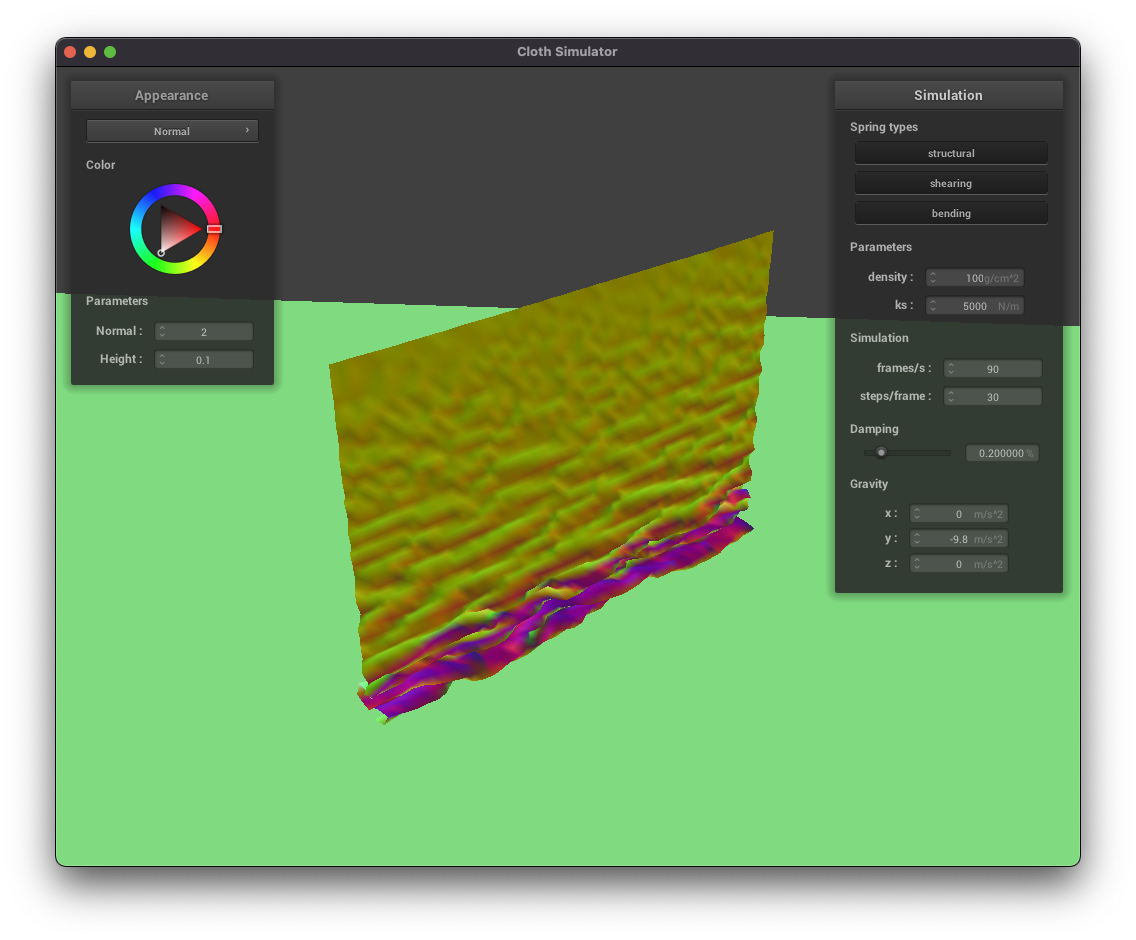 Cloth Simulator
Appearance
Normal ›
Color
Parameters
Normal : 2
Height : 0.1
Simulation
Spring types
structural
shearing
bending
Parameters
density : 100 g/cm^2
ks : 5000 N/m
Simulation
frames/s : 90
steps/frame : 30
Damping
0.200000 %
Gravity
x : 0 m/s^2
y : -9.8 m/s^2
z : 0 m/s^2